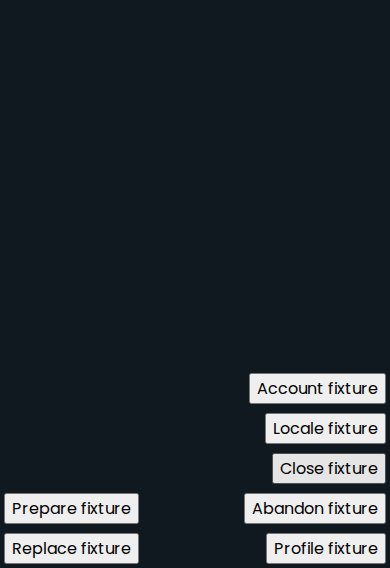 Account fixture
Locale fixture
Close fixture
Prepare fixture
Abandon fixture
Replace fixture
Profile fixture